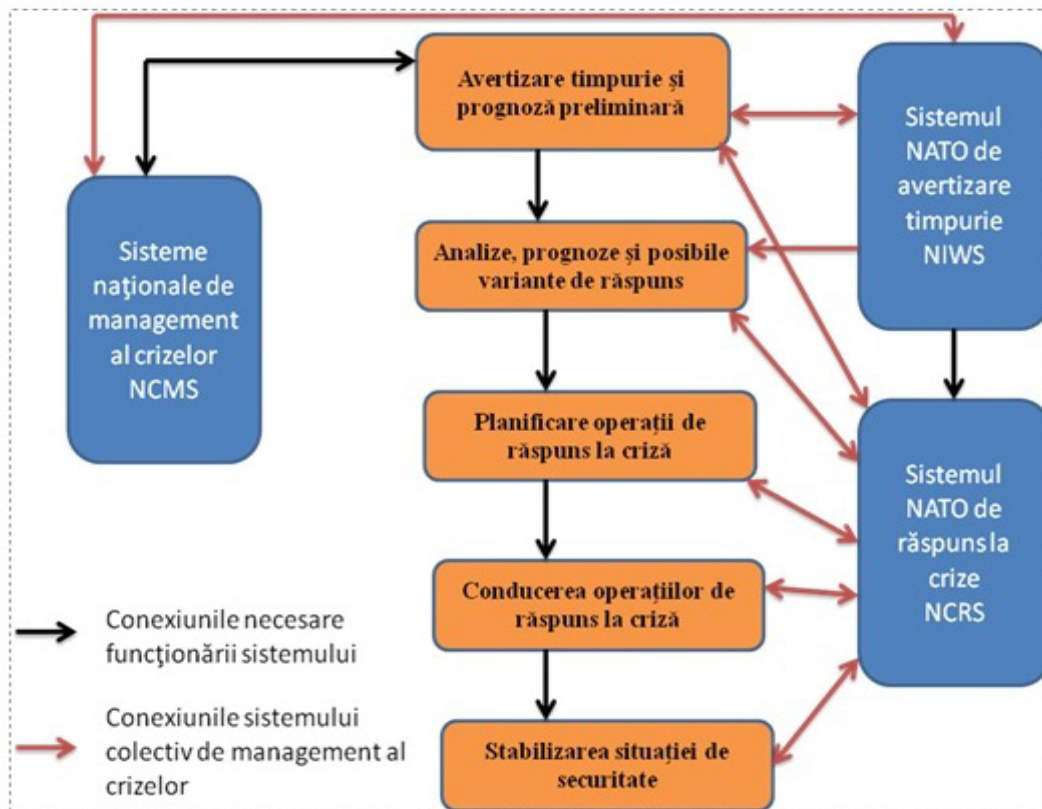 Avertizare timpurie și
prognoză preliminară
Sistemul
NATO de
avertizare
timpurie
NIWS
Sisteme
naţionale de
management
al crizelor
NCMS
Analize, prognoze și posibile
variante de răspuns
Planificare operații de
răspuns la criză
Sistemul
NATO de
răspuns la
crize
NCRS
Conducerea operațiilor de
răspuns la criză
Stabilizarea situației de
securitate
Conexiunile necesare
funcţionării sistemului
Conexiunile sistemului
colectiv de management al
crizelor